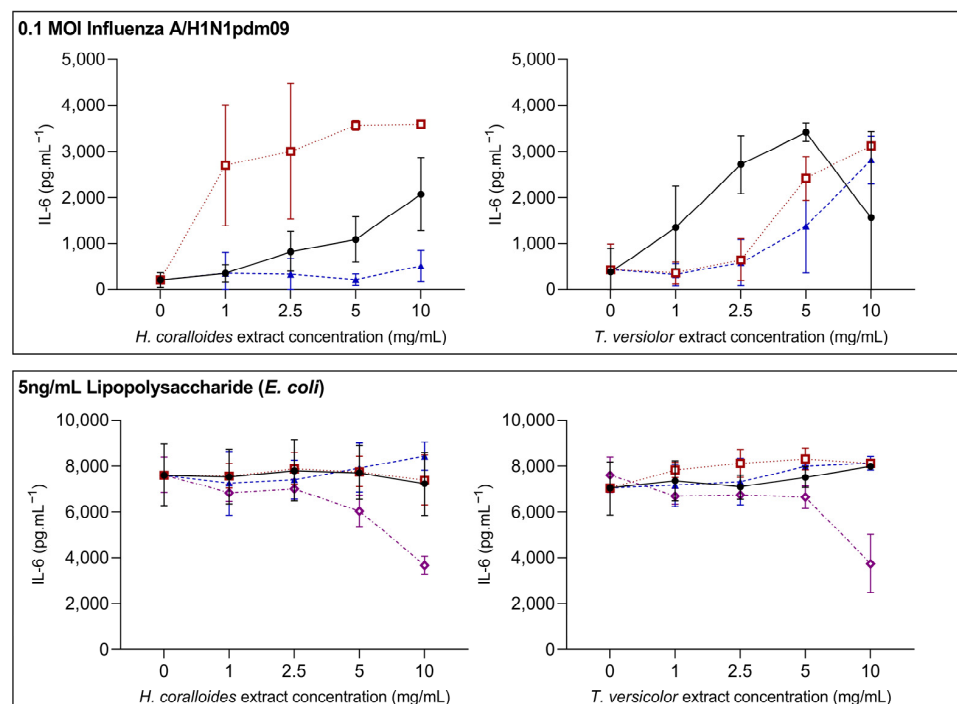 0.1 MOI Influenza A/H1N1pdm09
5,000
4,000
3,000
2,000
1,000
0
IL-6 (pg.mL⁻¹)
0 1 2.5 5 10
H. coralloides extract concentration (mg/mL)
5,000
4,000
3,000
2,000
1,000
0
IL-6 (pg.mL⁻¹)
0 1 2.5 5 10
T. versiolor extract concentration (mg/mL)
5ng/mL Lipopolysaccharide (E. coli)
10,000
8,000
6,000
4,000
2,000
0
IL-6 (pg.mL⁻¹)
0 1 2.5 5 10
H. coralloides extract concentration (mg/mL)
10,000
8,000
6,000
4,000
2,000
0
IL-6 (pg.mL⁻¹)
0 1 2.5 5 10
T. versicolor extract concentration (mg/mL)